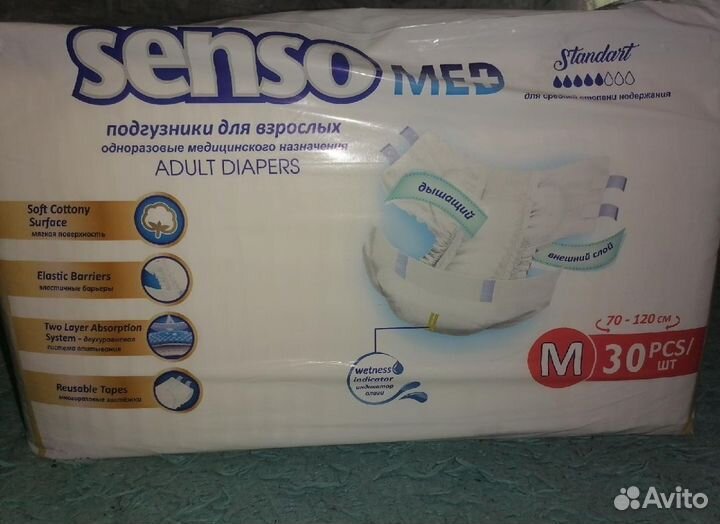 senso MED
Standart
для средней степени недержания
подгузники для взрослых
одноразовые медицинского назначения
ADULT DIAPERS
Soft Cottony
Surface
мягкая поверхность
Elastic Barriers
эластичные барьеры
Two Layer Absorption
System - двухуровневая
система впитывания
Reusable Tapes
многоразовые застёжки
дышащий
внешний слой
wetness
indicator
индикатор
влаги
70 - 120 см
M 30 PCS/
шт
Avito